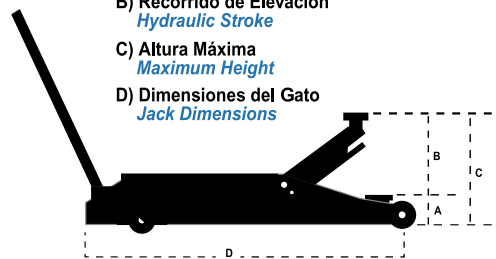 B) Recorrido de Elevación
Hydraulic Stroke
C) Altura Máxima
Maximum Height
D) Dimensiones del Gato
Jack Dimensions
B
C
A
D